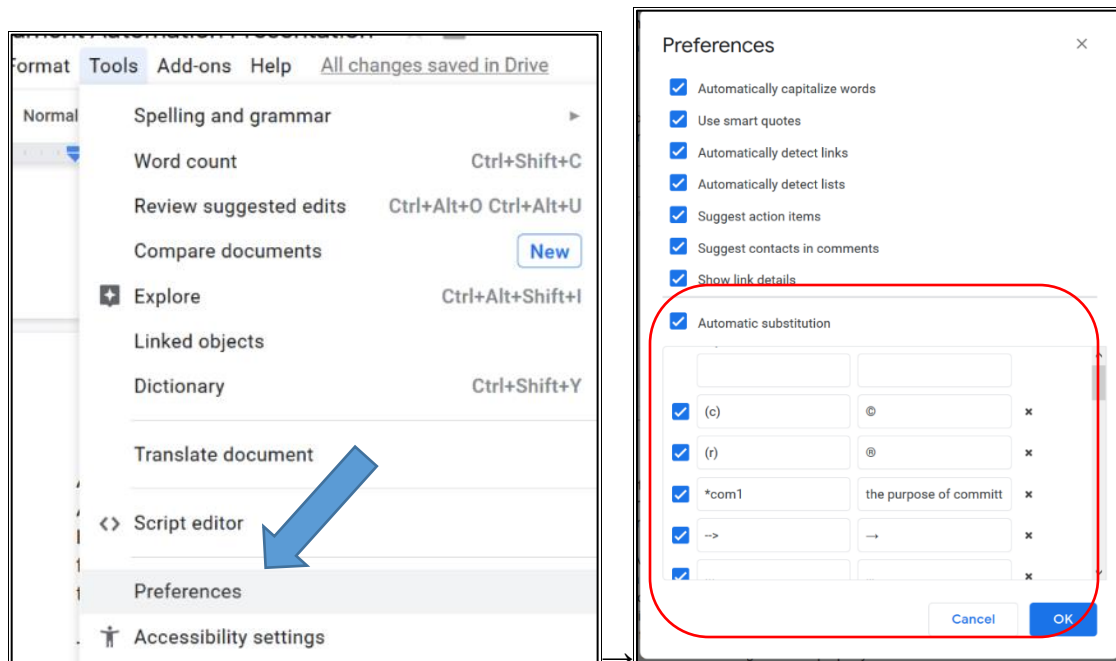 Format Tools Add-ons Help All changes saved in Drive
Normal
Spelling and grammar ►
Word count Ctrl+Shift+C
Review suggested edits Ctrl+Alt+O Ctrl+Alt+U
Compare documents New
Explore Ctrl+Alt+Shift+I
Linked objects
Dictionary Ctrl+Shift+Y
Translate document
<> Script editor
Preferences
Accessibility settings
→
Preferences ×
Automatically capitalize words
Use smart quotes
Automatically detect links
Automatically detect lists
Suggest action items
Suggest contacts in comments
Show link details
Automatic substitution
(c) © ×
(r) ® ×
*com1 the purpose of committ ×
--> → ×
Cancel OK